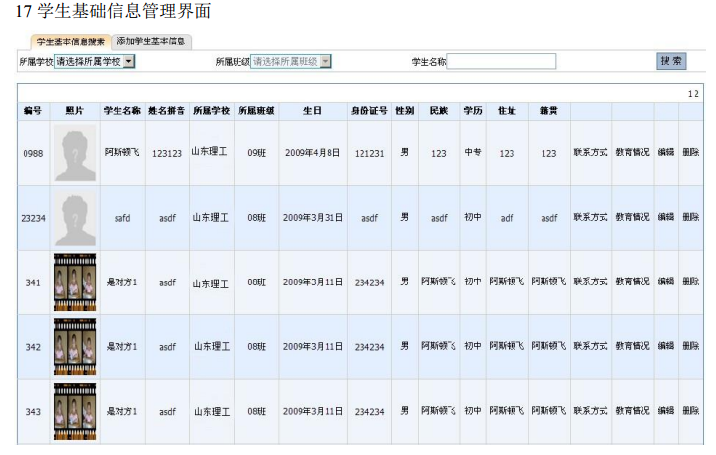 17 学生基础信息管理界面
学生基本信息搜索 添加学生基本信息
所属学校 请选择所属学校 所属班级 请选择所属班级 学生名称 搜索
1 2
编号 照片 学生名称 姓名拼音 所属学校 所属班级 生日 身份证号 性别 民族 学历 住址 籍贯
0988 阿斯顿飞 123123 山东理工 09班 2009年4月8日 121231 男 123 中专 123 123 联系方式 教育情况 编辑 删除
23234 safd asdf 山东理工 08班 2009年3月31日 asdf 男 asdf 初中 adf asdf 联系方式 教育情况 编辑 删除
341 是对方1 asdf 山东理工 08班 2009年3月11日 234234 男 阿斯顿飞 初中 阿斯顿飞 阿斯顿飞 联系方式 教育情况 编辑 删除
342 是对方1 asdf 山东理工 08班 2009年3月11日 234234 男 阿斯顿飞 初中 阿斯顿飞 阿斯顿飞 联系方式 教育情况 编辑 删除
343 是对方1 asdf 山东理工 08班 2009年3月11日 234234 男 阿斯顿飞 初中 阿斯顿飞 阿斯顿飞 联系方式 教育情况 编辑 删除